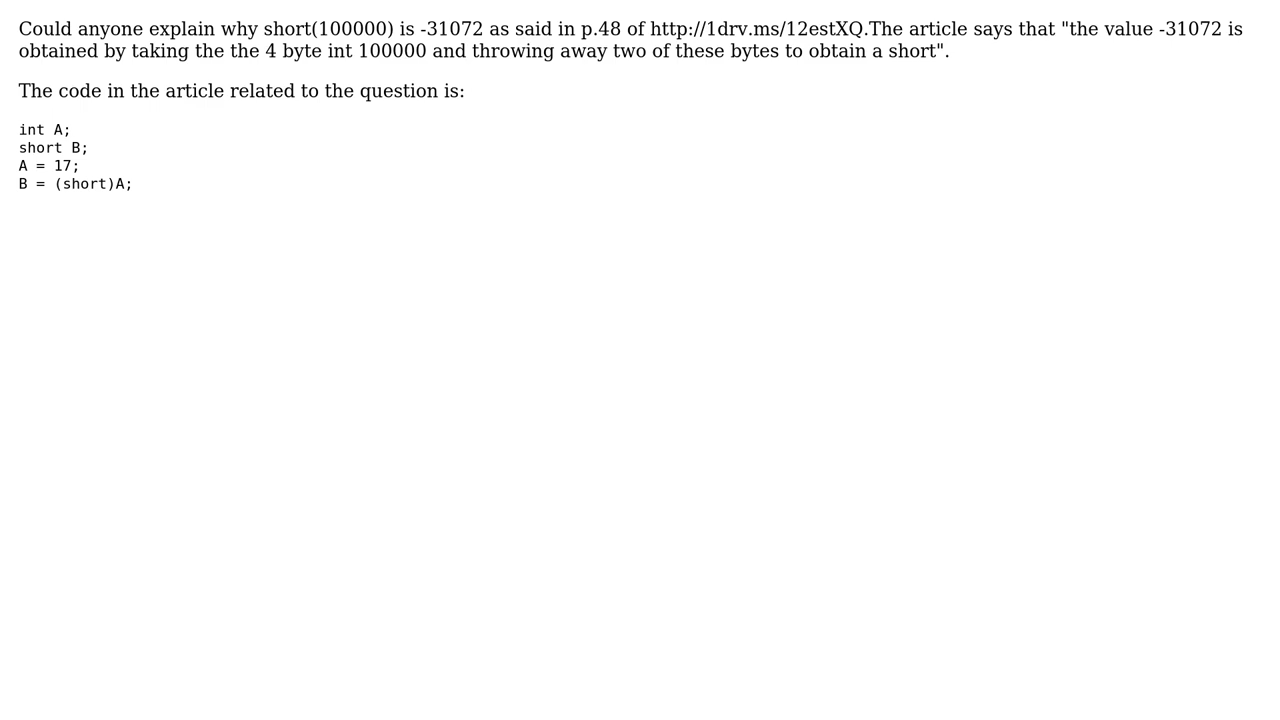 Could anyone explain why short(100000) is -31072 as said in p.48 of http://1drv.ms/12estXQ.The article says that "the value -31072 is
obtained by taking the the 4 byte int 100000 and throwing away two of these bytes to obtain a short".
The code in the article related to the question is:
int A;
short B;
A = 17;
B = (short)A;